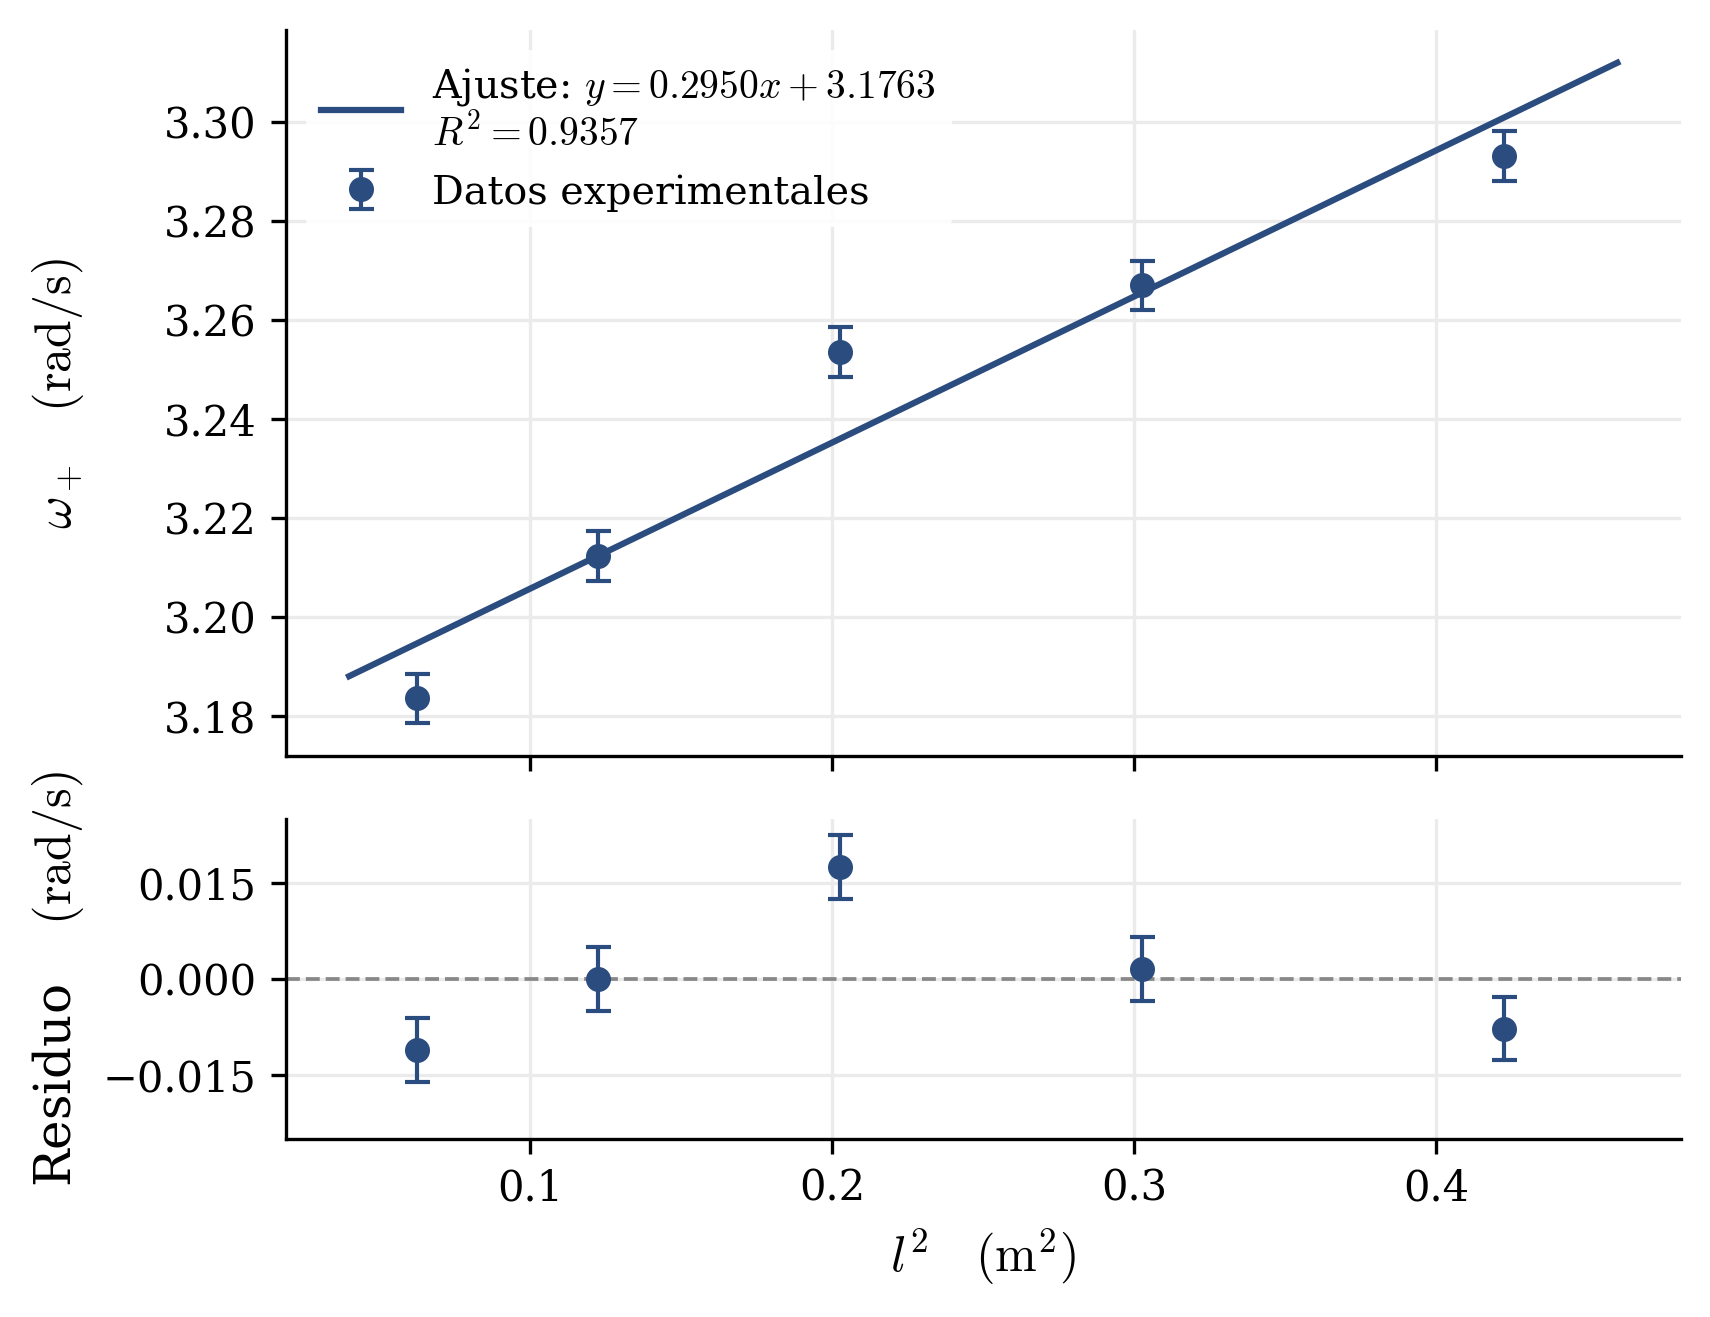 Ajuste: y = 0.2950x + 3.1763
R² = 0.9357
Datos experimentales
3.30
3.28
3.26
3.24
3.22
3.20
3.18
ω₊ (rad/s)
0.015
0.000
−0.015
Residuo (rad/s)
0.1 0.2 0.3 0.4
l² (m²)